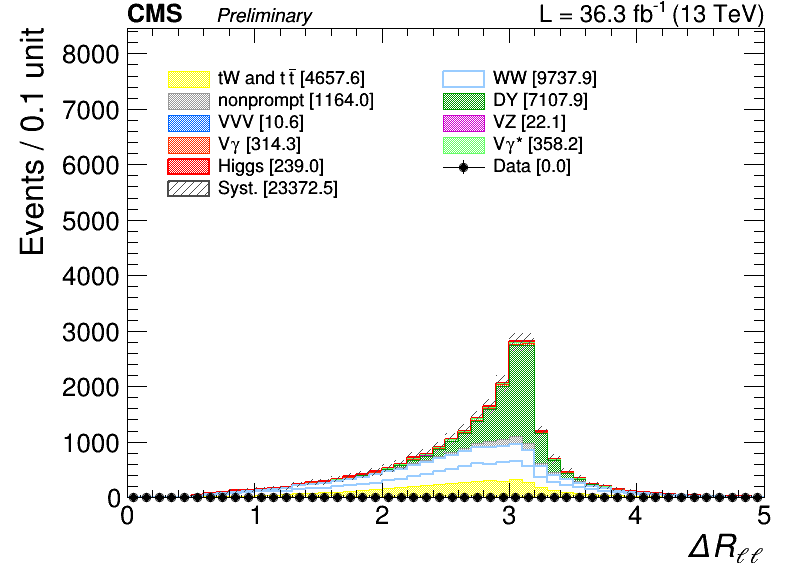 CMS Preliminary L = 36.3 fb⁻¹ (13 TeV)
Events / 0.1 unit
8000
7000
6000
5000
4000
3000
2000
1000
0
tW and tt̄ [4657.6] WW [9737.9]
nonprompt [1164.0] DY [7107.9]
VVV [10.6] VZ [22.1]
Vγ [314.3] Vγ* [358.2]
Higgs [239.0] Data [0.0]
Syst. [23372.5]
0 1 2 3 4 5
ΔRℓℓ